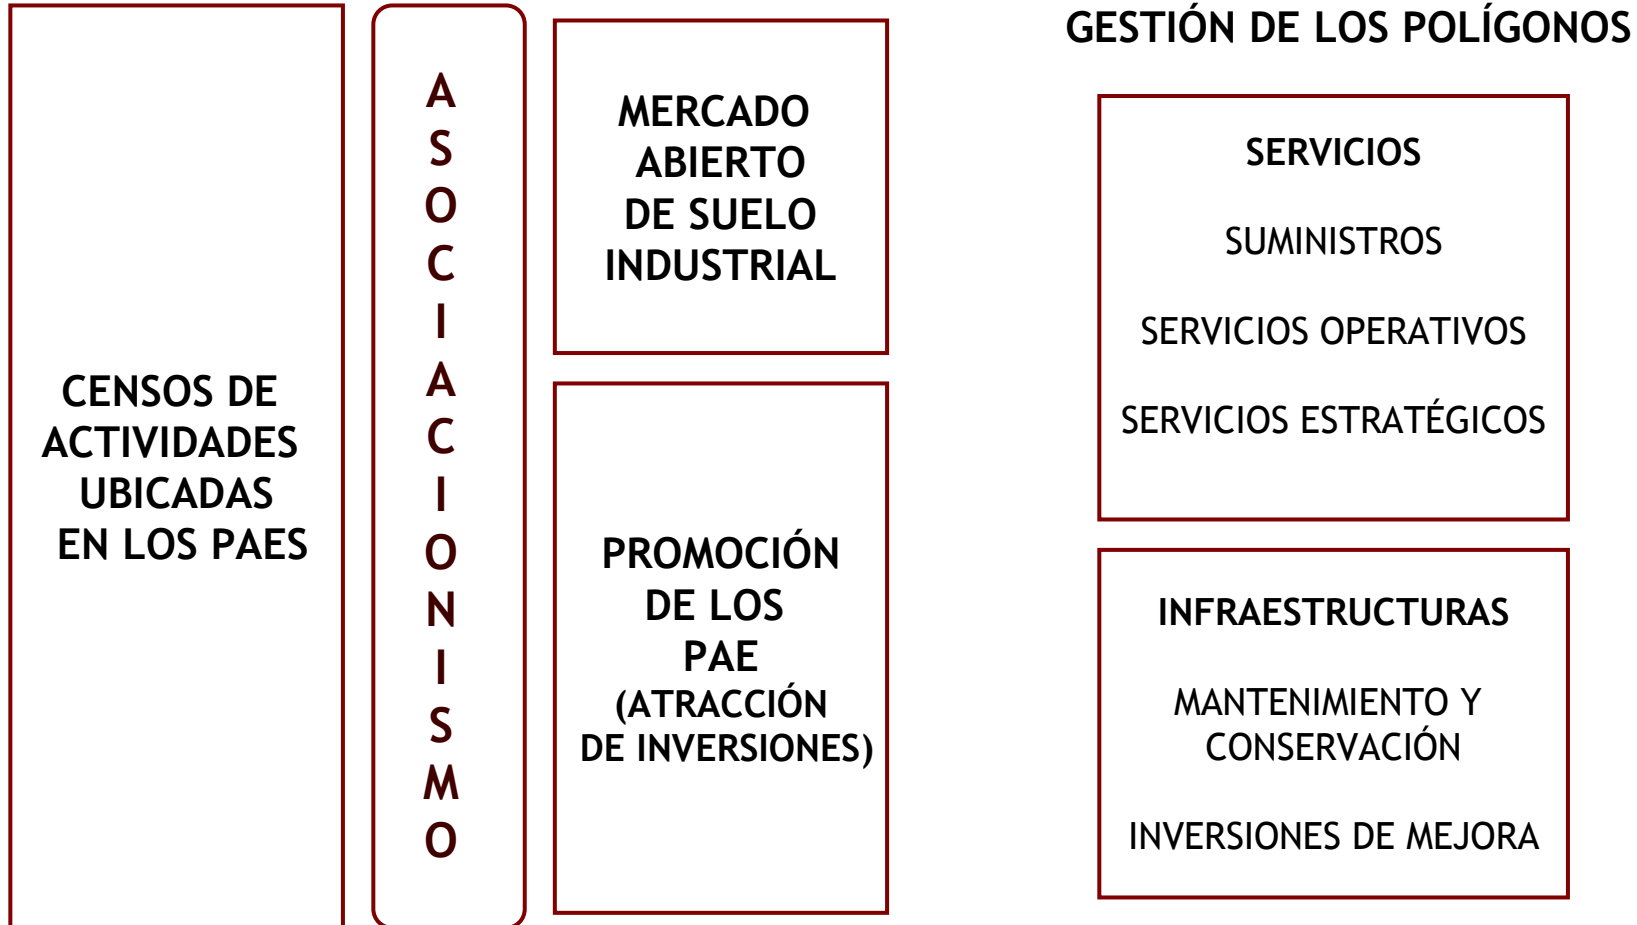 CENSOS DE
ACTIVIDADES
UBICADAS
EN LOS PAES
A
S
O
C
I
A
C
I
O
N
I
S
M
O
MERCADO
ABIERTO
DE SUELO
INDUSTRIAL
PROMOCIÓN
DE LOS
PAE
(ATRACCIÓN
DE INVERSIONES)
GESTIÓN DE LOS POLÍGONOS
SERVICIOS
SUMINISTROS
SERVICIOS OPERATIVOS
SERVICIOS ESTRATÉGICOS
INFRAESTRUCTURAS
MANTENIMIENTO Y
CONSERVACIÓN
INVERSIONES DE MEJORA